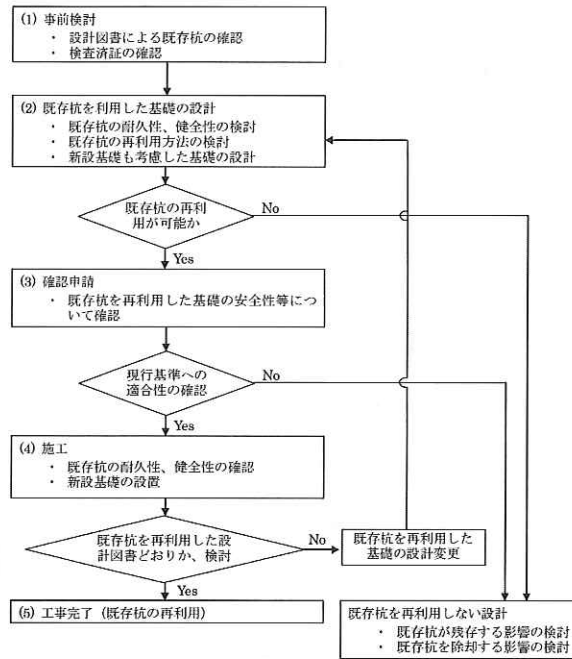 (1) 事前検討
・ 設計図書による既存杭の確認
・ 検査済証の確認
(2) 既存杭を利用した基礎の設計
・ 既存杭の耐久性、健全性の検討
・ 既存杭の再利用方法の検討
・ 新設基礎も考慮した基礎の設計
既存杭の再利
用が可能か
No
Yes
(3) 確認申請
・ 既存杭を再利用した基礎の安全性等につ
いて確認
現行基準への
適合性の確認
No
Yes
(4) 施工
・ 既存杭の耐久性、健全性の確認
・ 新設基礎の設置
既存杭を再利用した設
計図書どおりか、検討
No
既存杭を再利用した
基礎の設計変更
Yes
(5) 工事完了（既存杭の再利用）
既存杭を再利用しない設計
・ 既存杭が残存する影響の検討
・ 既存杭を除却する影響の検討